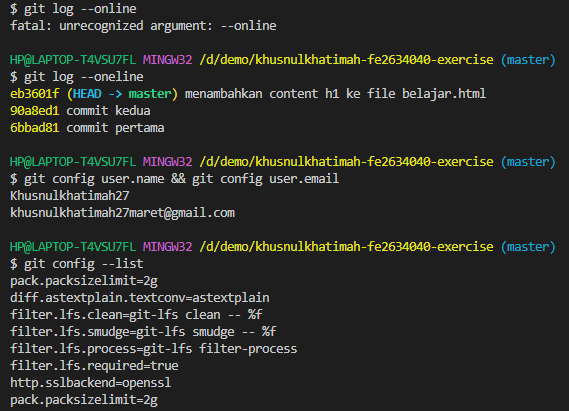 $ git log --online
fatal: unrecognized argument: --online
HP@LAPTOP-T4VSU7FL MINGW32 /d/demo/khusnulkhatimah-fe2634040-exercise (master)
$ git log --oneline
eb3601f (HEAD -> master) menambahkan content h1 ke file belajar.html
90a8ed1 commit kedua
6bbad81 commit pertama
HP@LAPTOP-T4VSU7FL MINGW32 /d/demo/khusnulkhatimah-fe2634040-exercise (master)
$ git config user.name && git config user.email
Khusnulkhatimah27
khusnulkhatimah27maret@gmail.com
HP@LAPTOP-T4VSU7FL MINGW32 /d/demo/khusnulkhatimah-fe2634040-exercise (master)
$ git config --list
pack.packsizelimit=2g
diff.astextplain.textconv=astextplain
filter.lfs.clean=git-lfs clean -- %f
filter.lfs.smudge=git-lfs smudge -- %f
filter.lfs.process=git-lfs filter-process
filter.lfs.required=true
http.sslbackend=openssl
pack.packsizelimit=2g